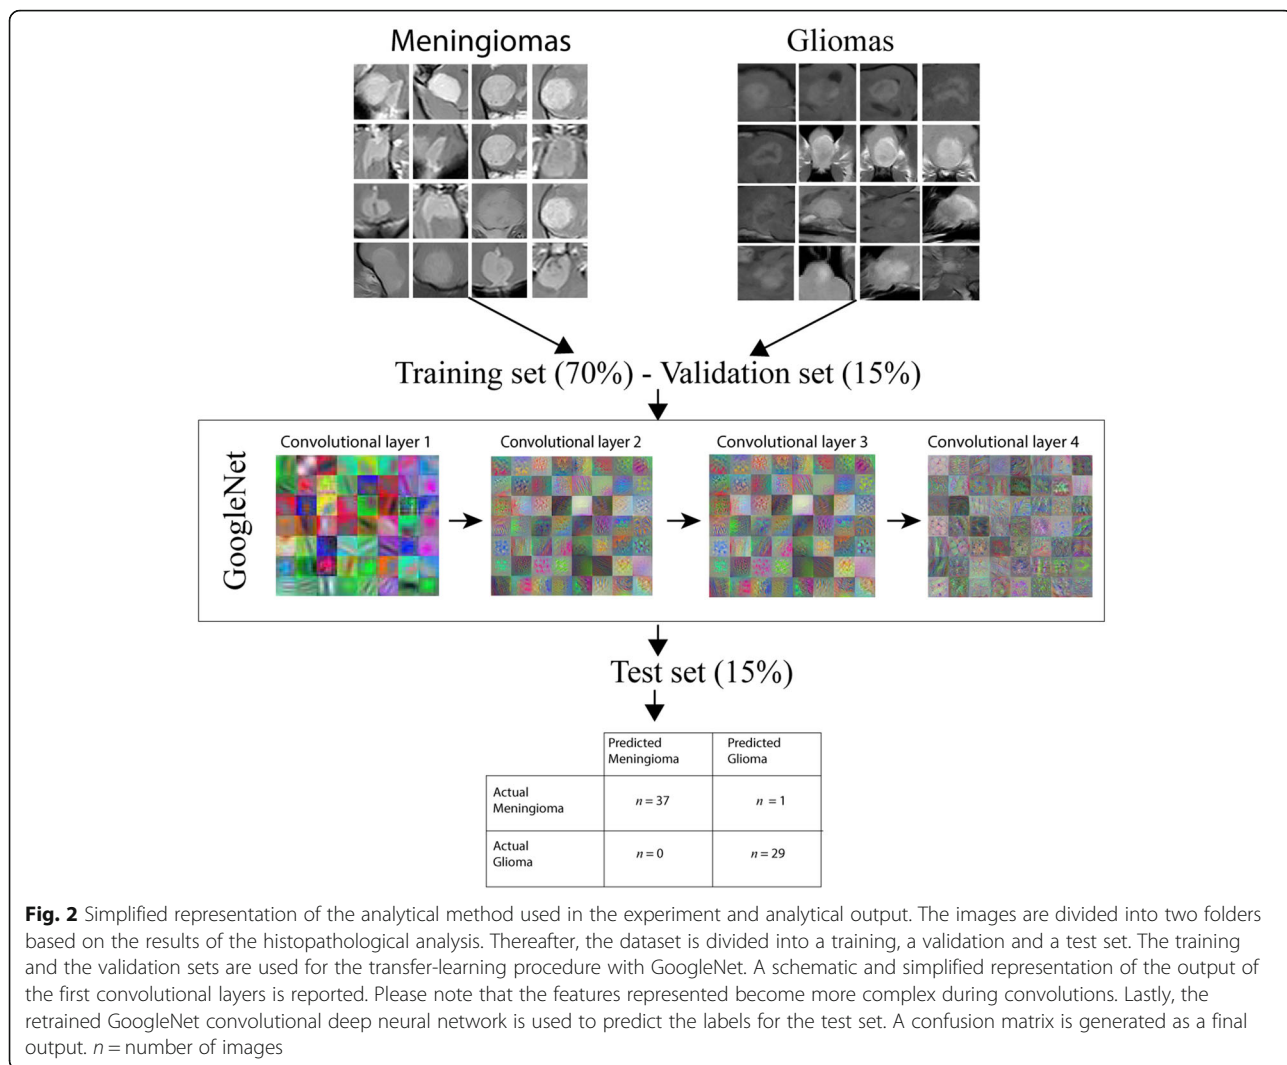 Meningiomas
Gliomas
Training set (70%) - Validation set (15%)
GoogleNet
Convolutional layer 1
Convolutional layer 2
Convolutional layer 3
Convolutional layer 4
Test set (15%)
Predicted
Meningioma
Predicted
Glioma
Actual
Meningioma
n = 37
n = 1
Actual
Glioma
n = 0
n = 29
Fig. 2 Simplified representation of the analytical method used in the experiment and analytical output. The images are divided into two folders
based on the results of the histopathological analysis. Thereafter, the dataset is divided into a training, a validation and a test set. The training
and the validation sets are used for the transfer-learning procedure with GoogleNet. A schematic and simplified representation of the output of
the first convolutional layers is reported. Please note that the features represented become more complex during convolutions. Lastly, the
retrained GoogleNet convolutional deep neural network is used to predict the labels for the test set. A confusion matrix is generated as a final
output. n = number of images